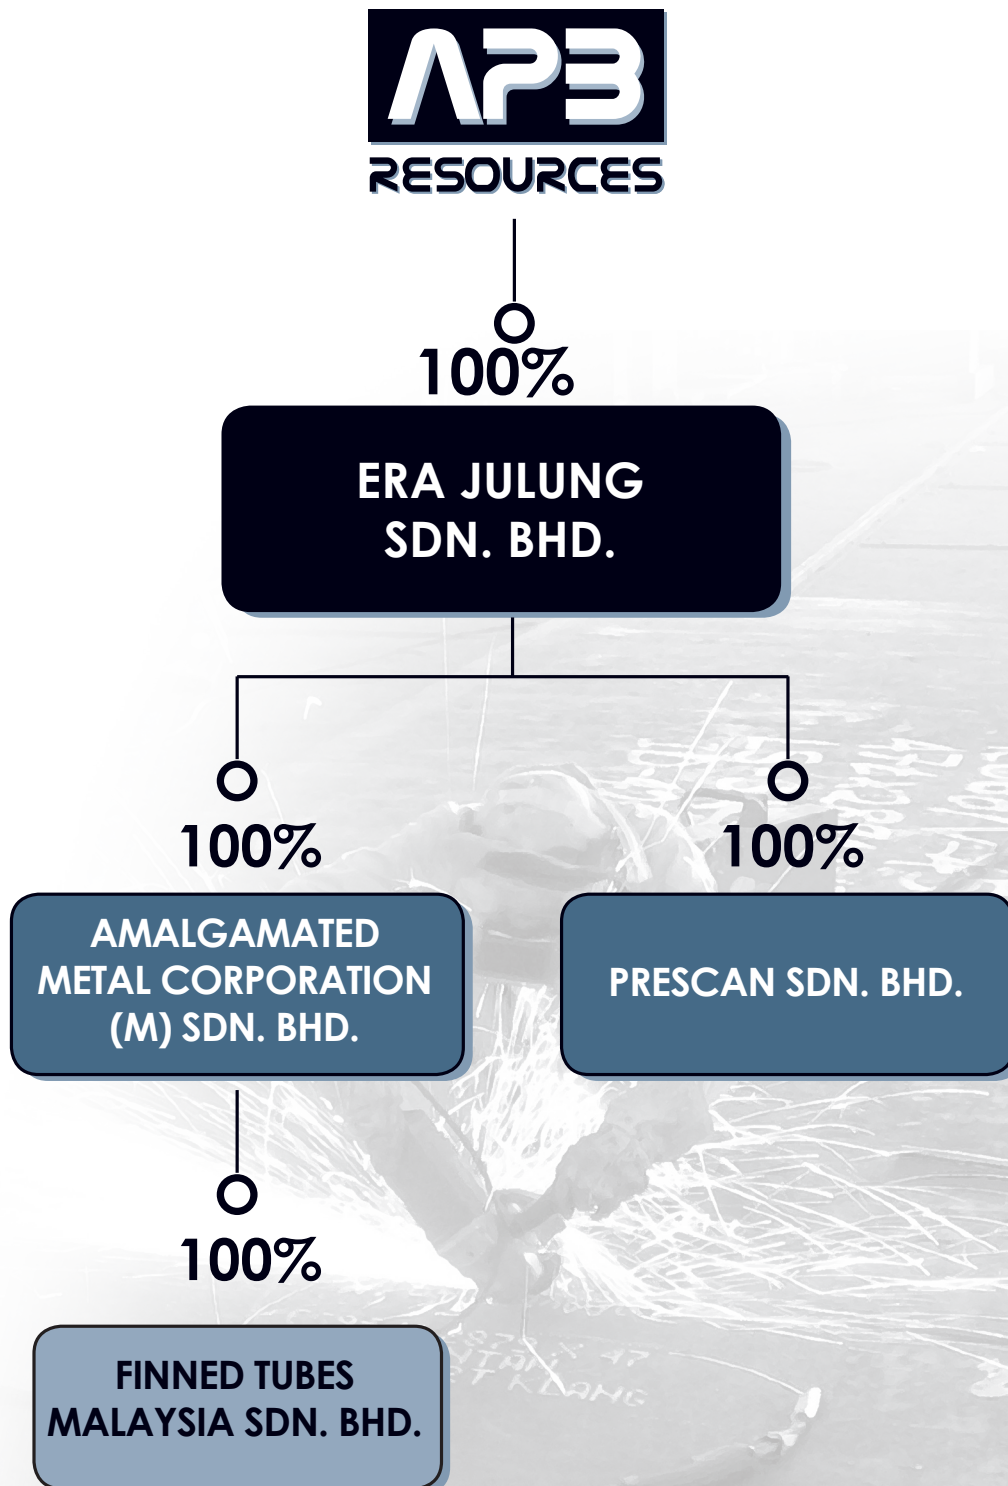 APB
RESOURCES
100%
ERA JULUNG
SDN. BHD.
100%
100%
AMALGAMATED
METAL CORPORATION
(M) SDN. BHD.
PRESCAN SDN. BHD.
100%
FINNED TUBES
MALAYSIA SDN. BHD.